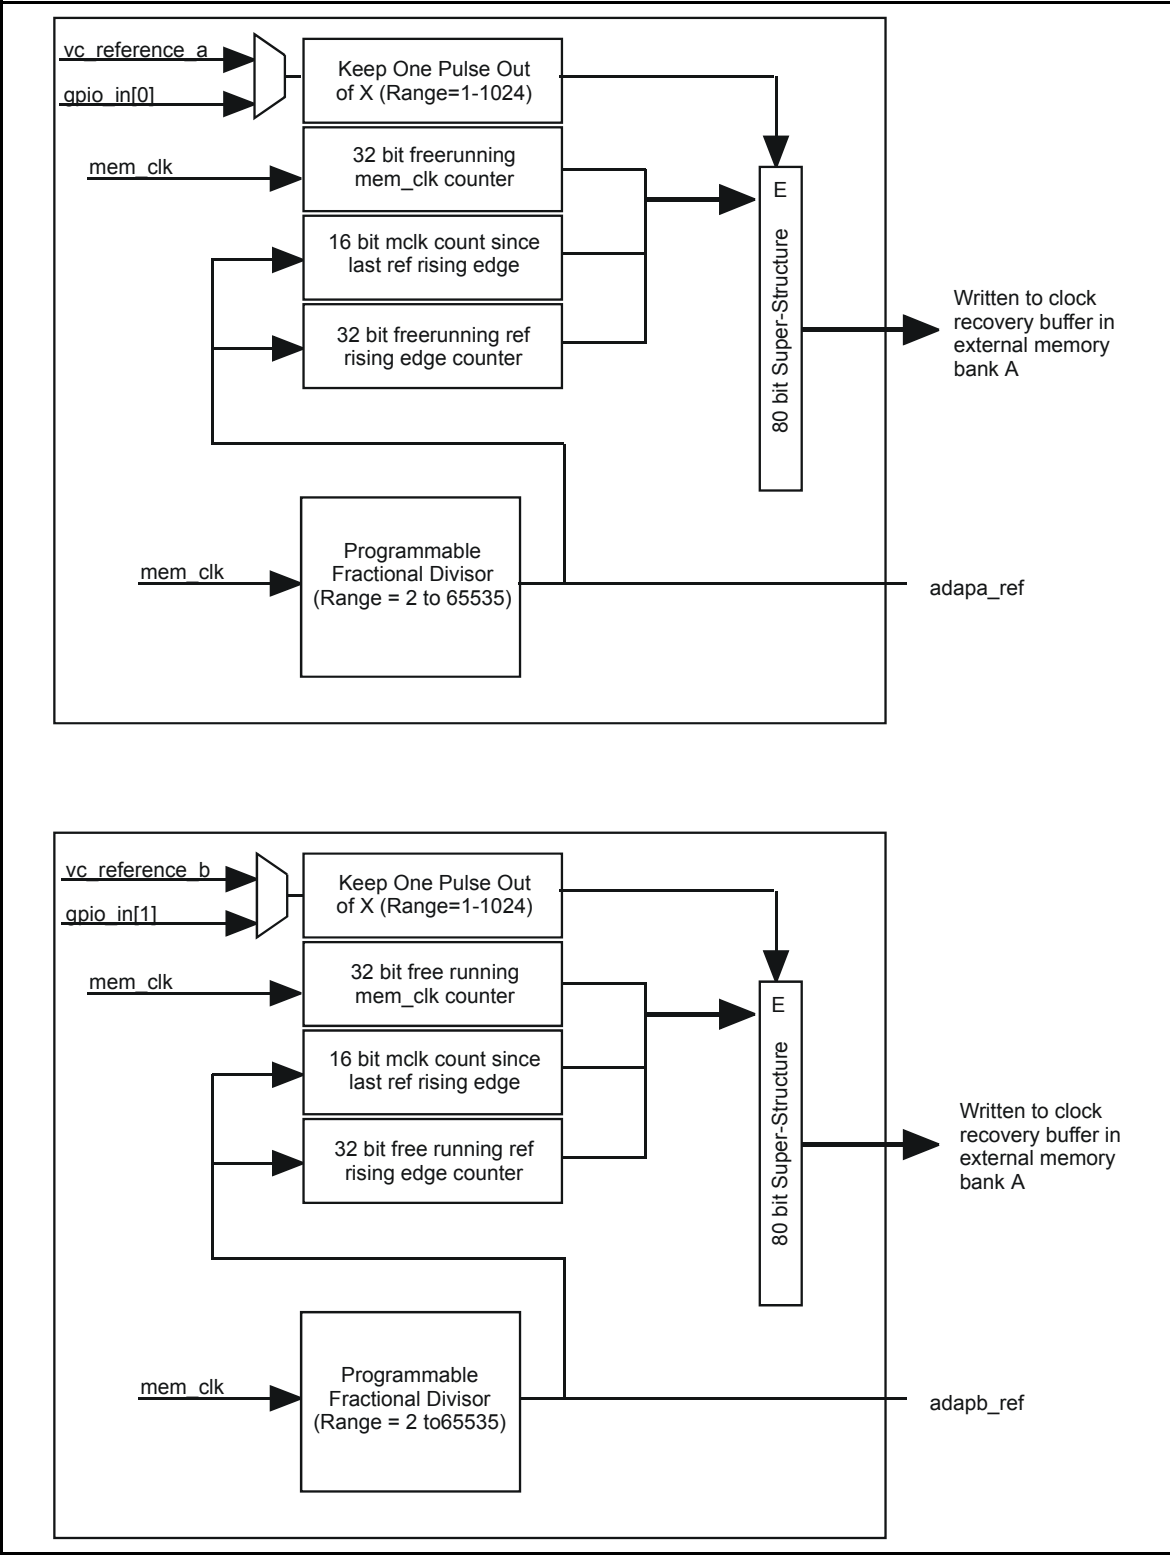 vc_reference_a
gpio_in[0]
Keep One Pulse Out
of X (Range=1-1024)
mem_clk
32 bit freerunning
mem_clk counter
16 bit mclk count since
last ref rising edge
32 bit freerunning ref
rising edge counter
E
80 bit Super-Structure
Written to clock
recovery buffer in
external memory
bank A
mem_clk
Programmable
Fractional Divisor
(Range = 2 to 65535)
adapa_ref
vc_reference_b
gpio_in[1]
Keep One Pulse Out
of X (Range=1-1024)
mem_clk
32 bit free running
mem_clk counter
16 bit mclk count since
last ref rising edge
32 bit free running ref
rising edge counter
E
80 bit Super-Structure
Written to clock
recovery buffer in
external memory
bank A
mem_clk
Programmable
Fractional Divisor
(Range = 2 to65535)
adapb_ref